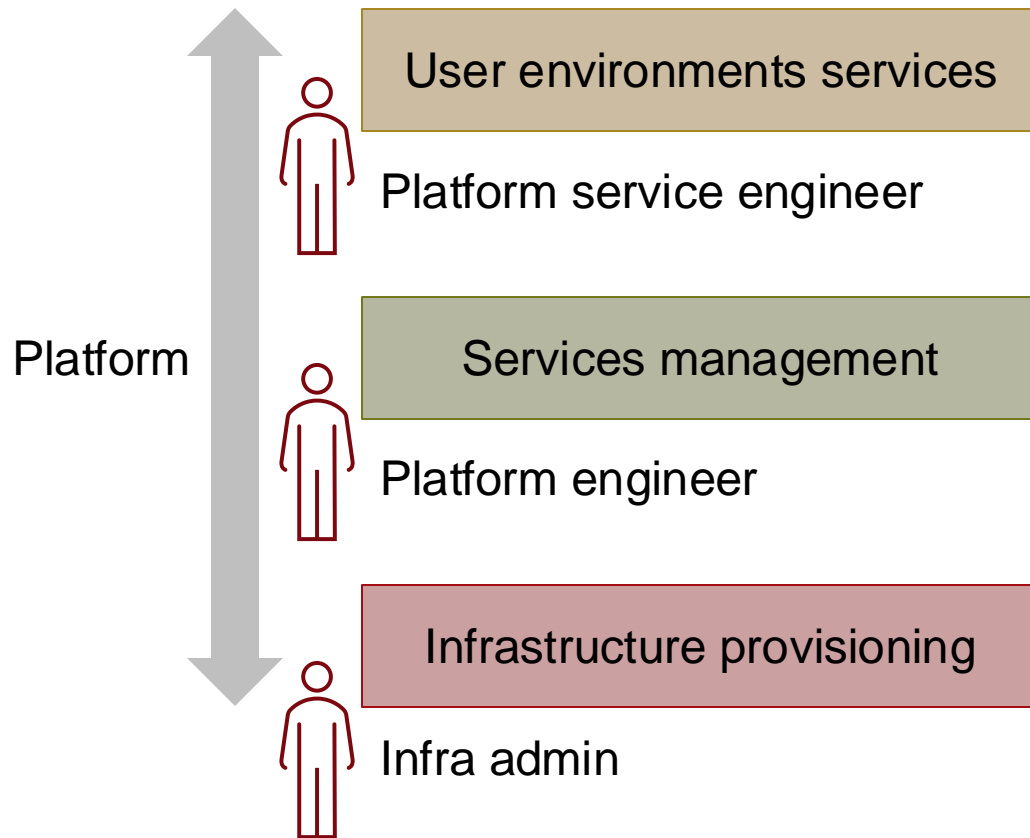 User environments services
Platform service engineer
Platform
Services management
Platform engineer
Infrastructure provisioning
Infra admin